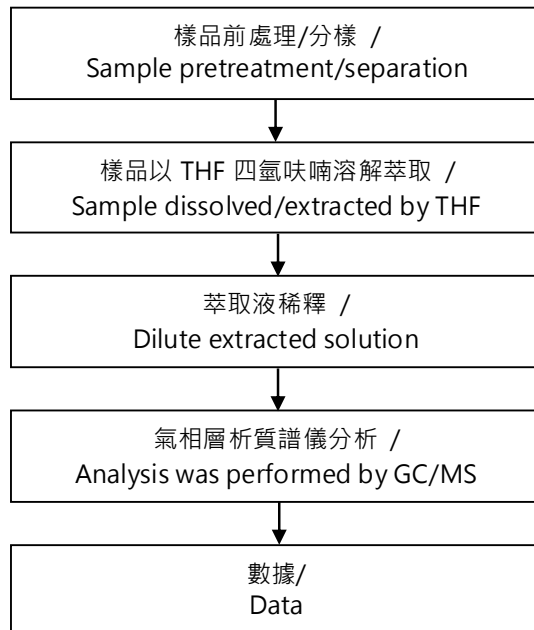 樣品前處理/分樣 /
Sample pretreatment/separation
樣品以 THF 四氫呋喃溶解萃取 /
Sample dissolved/extracted by THF
萃取液稀釋 /
Dilute extracted solution
氣相層析質譜儀分析 /
Analysis was performed by GC/MS
數據/
Data